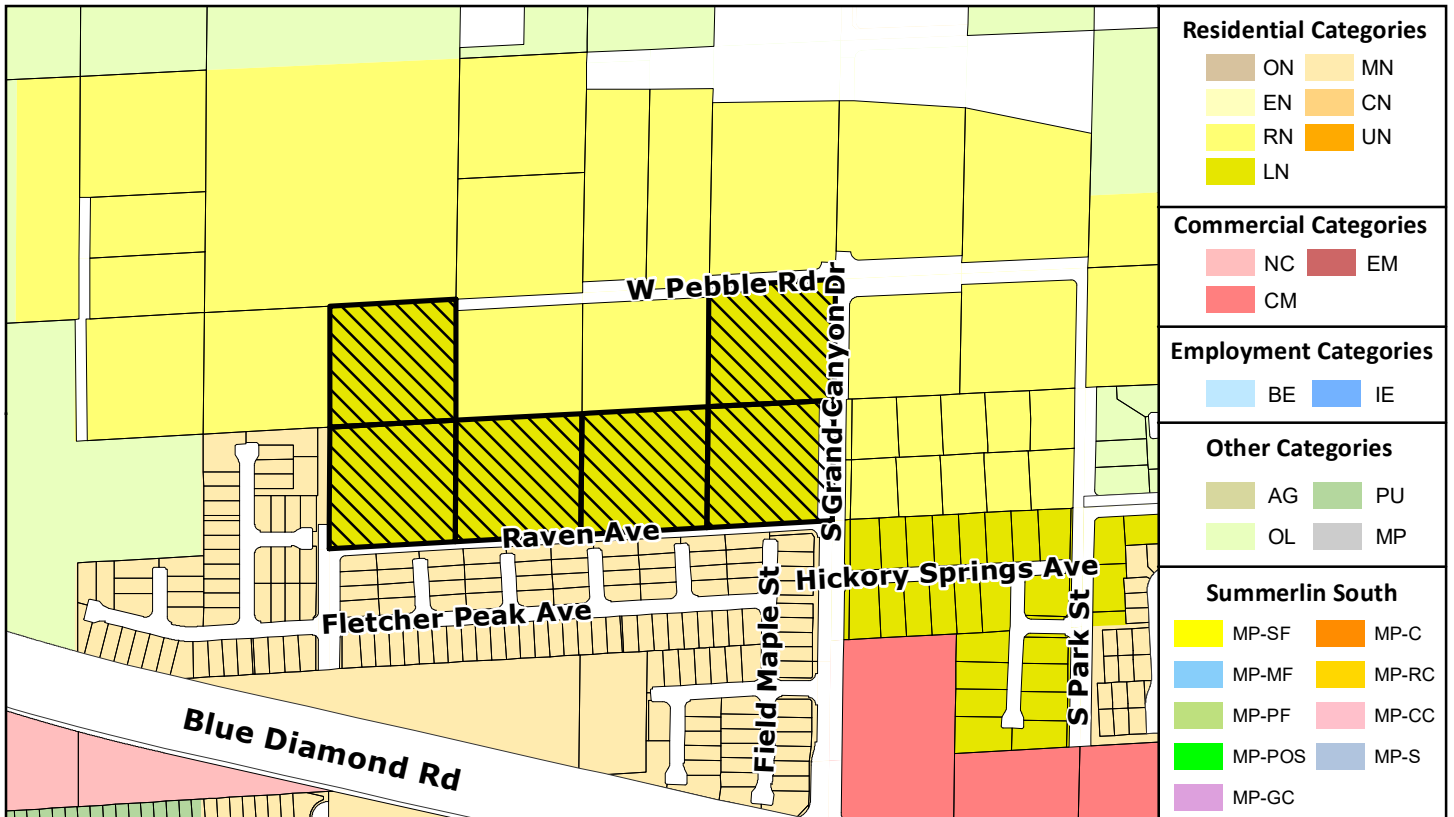 W Pebble Rd
S Grand Canyon Dr
Raven Ave
Hickory Springs Ave
Fletcher Peak Ave
Field Maple St
S Park St
Blue Diamond Rd
Residential Categories
ON MN
EN CN
RN UN
LN
Commercial Categories
NC EM
CM
Employment Categories
BE IE
Other Categories
AG PU
OL MP
Summerlin South
MP-SF MP-C
MP-MF MP-RC
MP-PF MP-CC
MP-POS MP-S
MP-GC